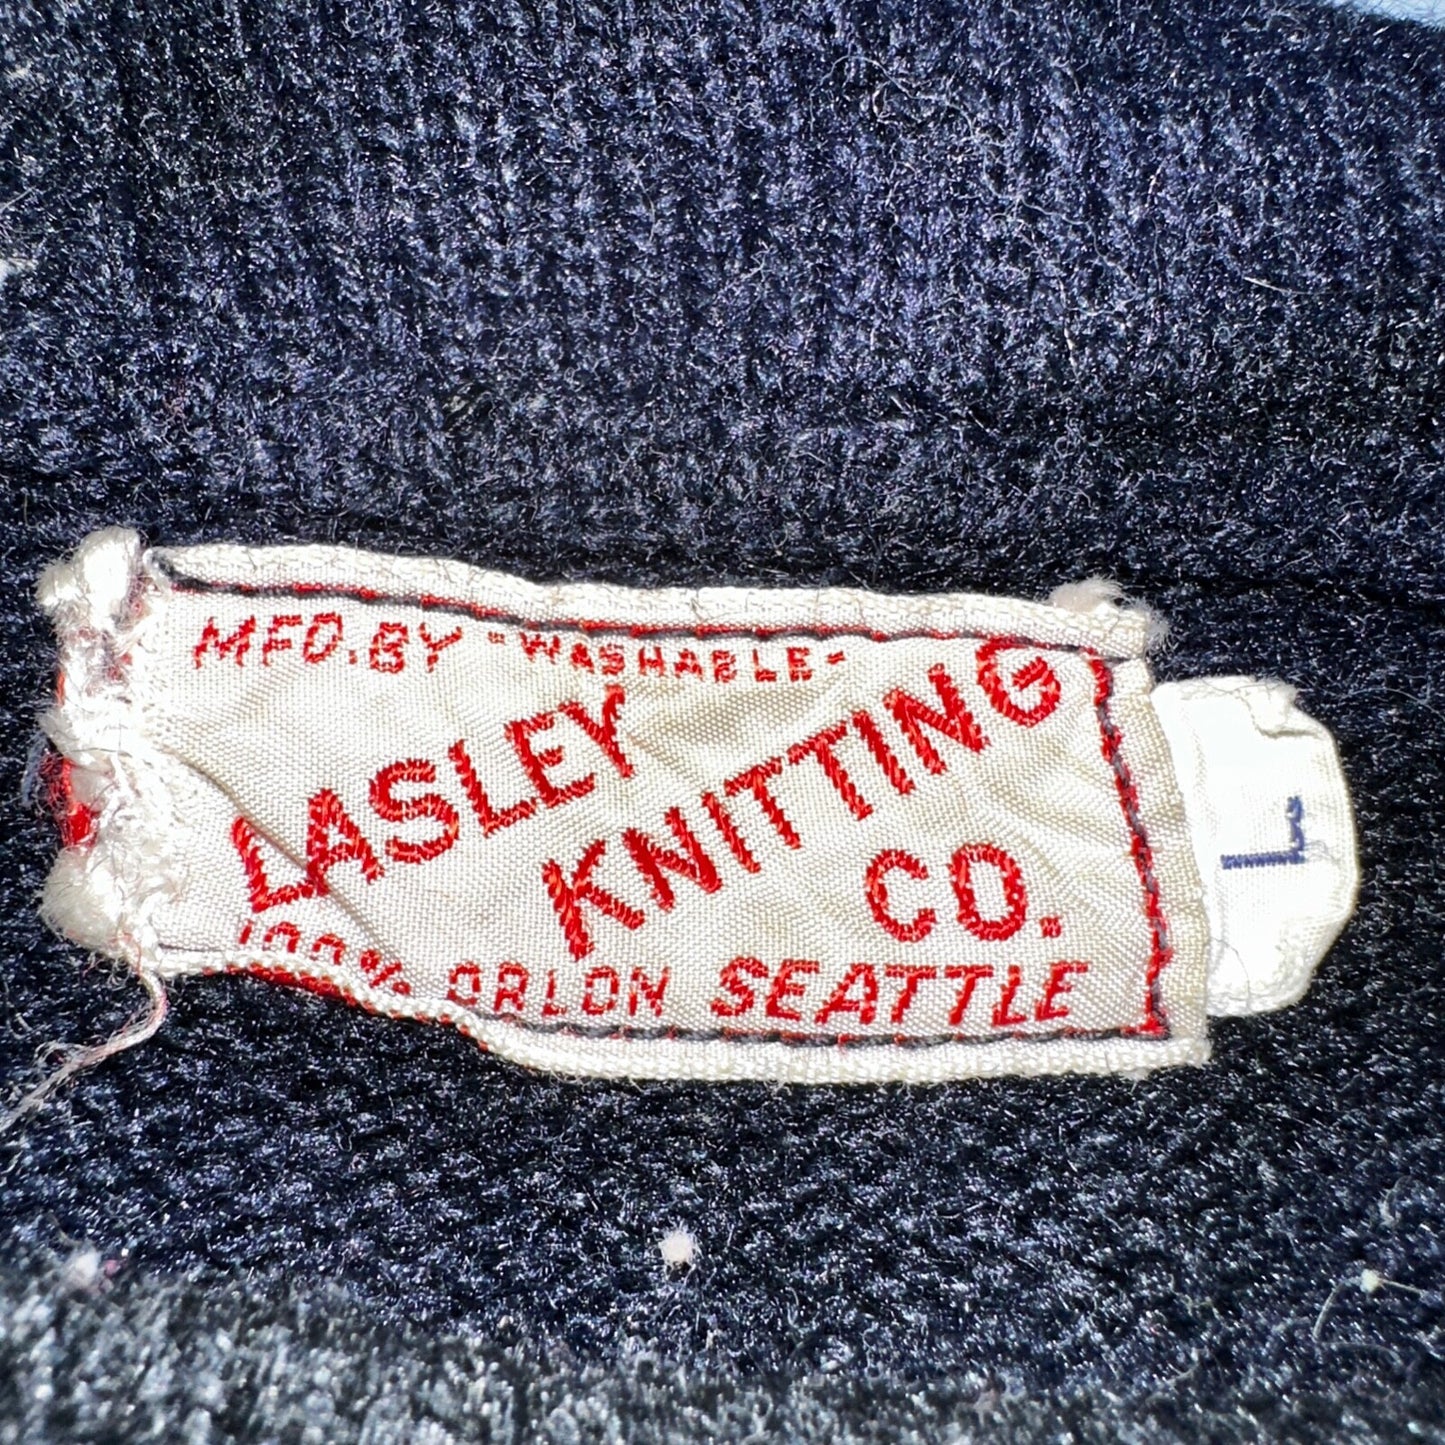 MFD. BY "WASHABLE"
LASLEY
KNITTING
CO.
100% ORLON SEATTLE
L